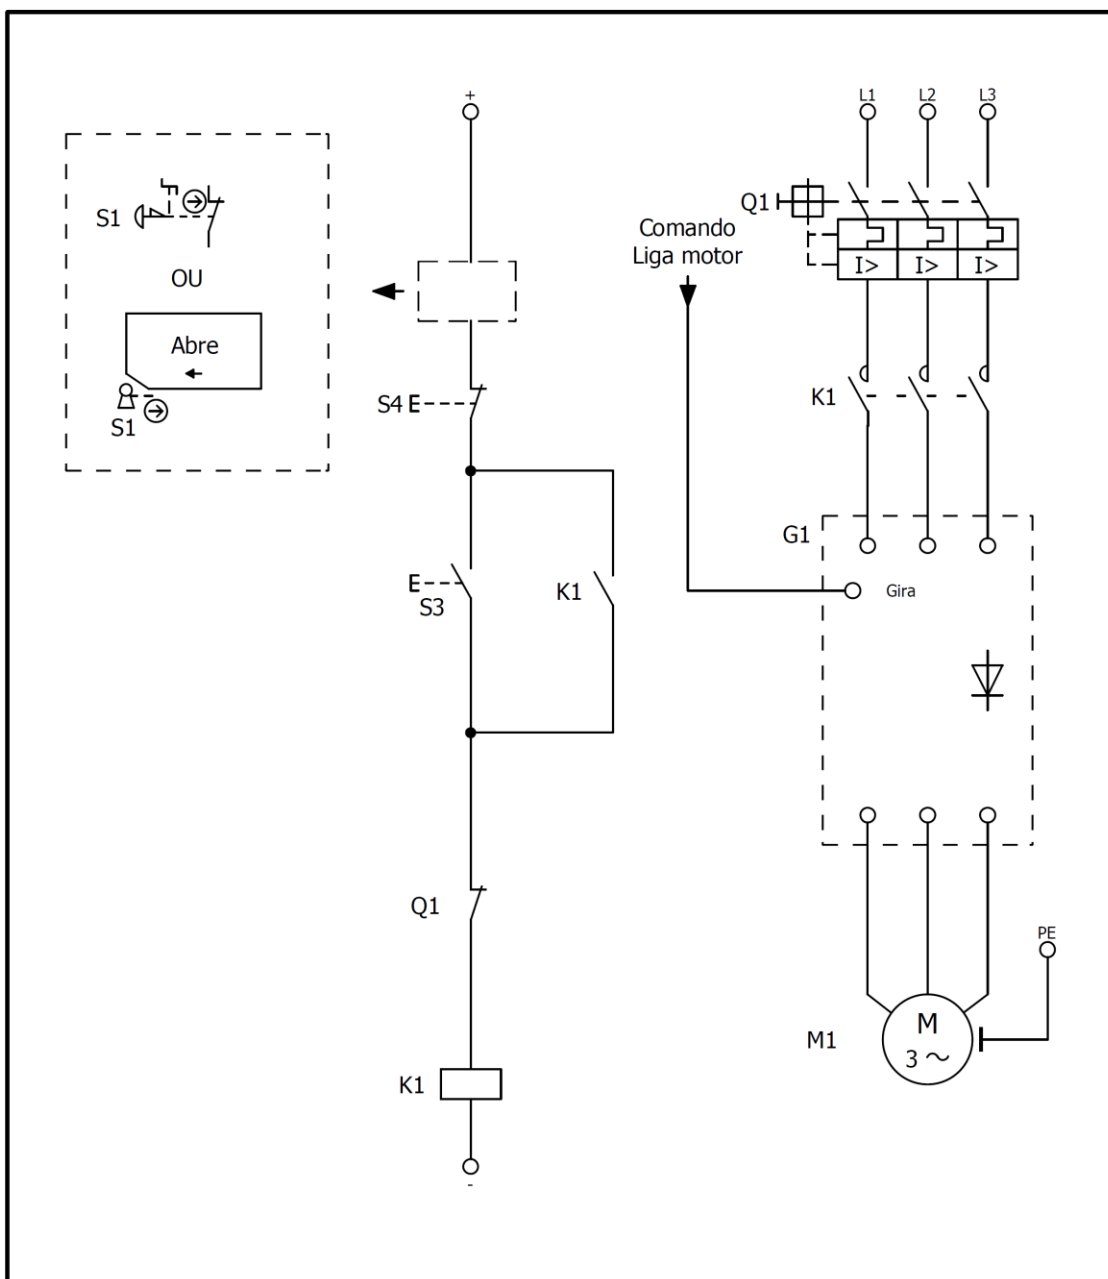 S1
OU
Abre
S1
+
S4
S3
K1
Q1
K1
-
Comando
Liga motor
L1 L2 L3
Q1
I> I> I>
K1
G1
Gira
PE
M1
M
3 ~